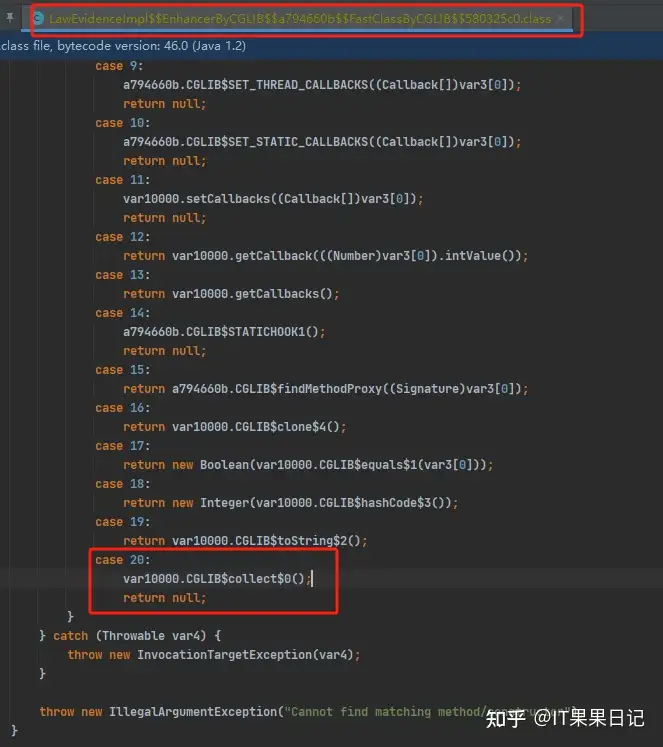 LawEvidenceImpl$$EnhancerByCGLIB$$a794660b$$FastClassByCGLIB$$580325c0.class ×
.class file, bytecode version: 46.0 (Java 1.2)
case 9:
a794660b.CGLIB$SET_THREAD_CALLBACKS((Callback[])var3[0]);
return null;
case 10:
a794660b.CGLIB$SET_STATIC_CALLBACKS((Callback[])var3[0]);
return null;
case 11:
var10000.setCallbacks((Callback[])var3[0]);
return null;
case 12:
return var10000.getCallback(((Number)var3[0]).intValue());
case 13:
return var10000.getCallbacks();
case 14:
a794660b.CGLIB$STATICHOOK1();
return null;
case 15:
return a794660b.CGLIB$findMethodProxy((Signature)var3[0]);
case 16:
return var10000.CGLIB$clone$4();
case 17:
return new Boolean(var10000.CGLIB$equals$1(var3[0]));
case 18:
return new Integer(var10000.CGLIB$hashCode$3());
case 19:
return var10000.CGLIB$toString$2();
case 20:
var10000.CGLIB$collect$0();
return null;
}
} catch (Throwable var4) {
throw new InvocationTargetException(var4);
}
throw new IllegalArgumentException("Cannot find matching method/
知乎 @IT果果日记
}